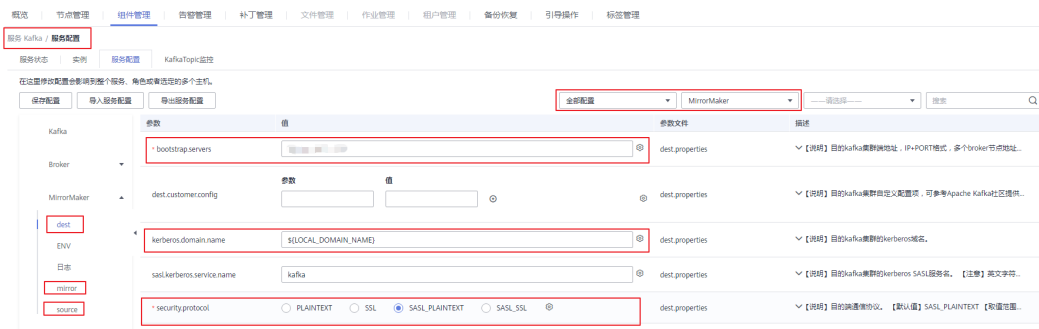 概览 节点管理 组件管理 告警管理 补丁管理 文件管理 作业管理 租户管理 备份恢复 引导操作 标签管理
服务 Kafka / 服务配置
服务状态 实例 服务配置 KafkaTopic监控
在这里修改配置会影响到整个服务、角色或者选定的多个主机。
保存配置 导入服务配置 导出服务配置 全部配置 MirrorMaker ------请选择------ 搜索
Kafka
Broker
MirrorMaker
dest
ENV
日志
mirror
source
参数 值 参数文件 描述
* bootstrap.servers dest.properties 【说明】目的kafka集群端地址，IP+PORT格式，多个broker节点地址...
参数 值
dest.customer.config dest.properties 【说明】目的kafka集群自定义配置项，可参考Apache Kafka社区提供...
kerberos.domain.name ${LOCAL_DOMAIN_NAME} dest.properties 【说明】目的kafka集群的kerberos域名。
sasl.kerberos.service.name kafka dest.properties 【说明】目的kafka集群的kerberos SASL服务名。 【注意】英文字符...
* security.protocol PLAINTEXT SSL SASL_PLAINTEXT SASL_SSL dest.properties 【说明】目的端通信协议。 【默认值】SASL_PLAINTEXT 【取值范围...